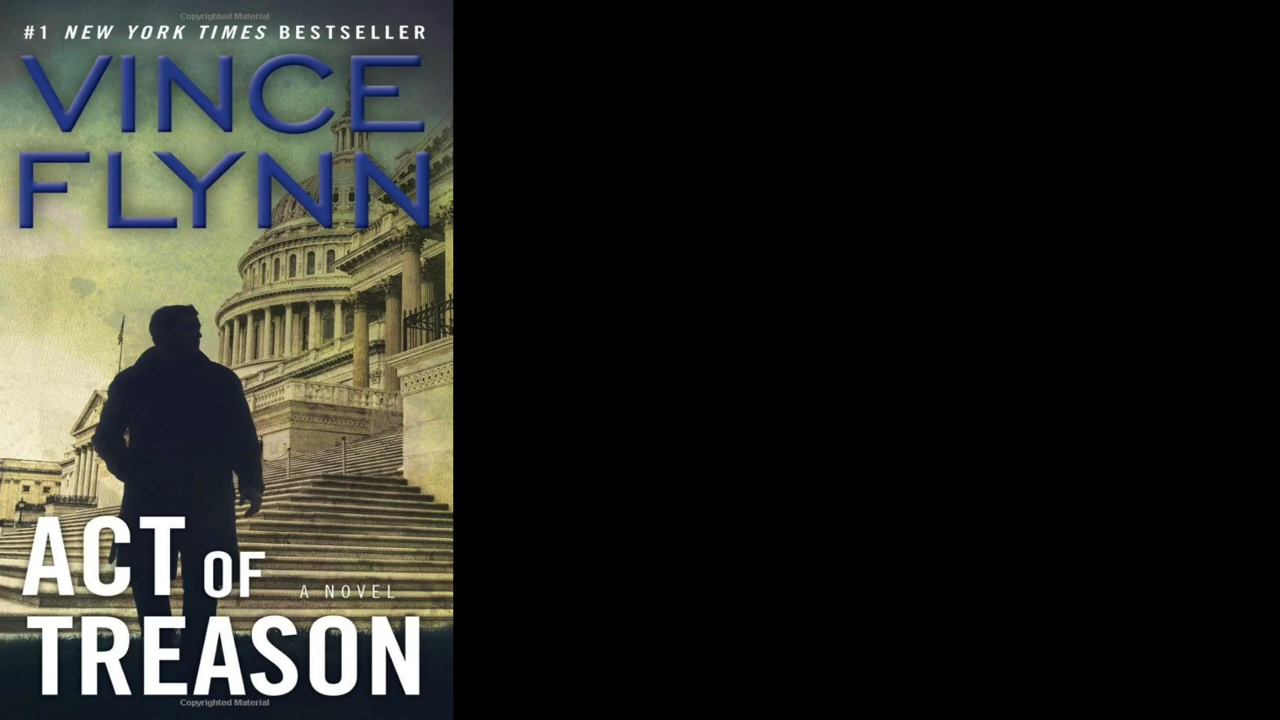 Copyrighted Material
#1 NEW YORK TIMES BESTSELLER
VINCE
FLYNN
ACT OF
A NOVEL
TREASON
Copyrighted Material